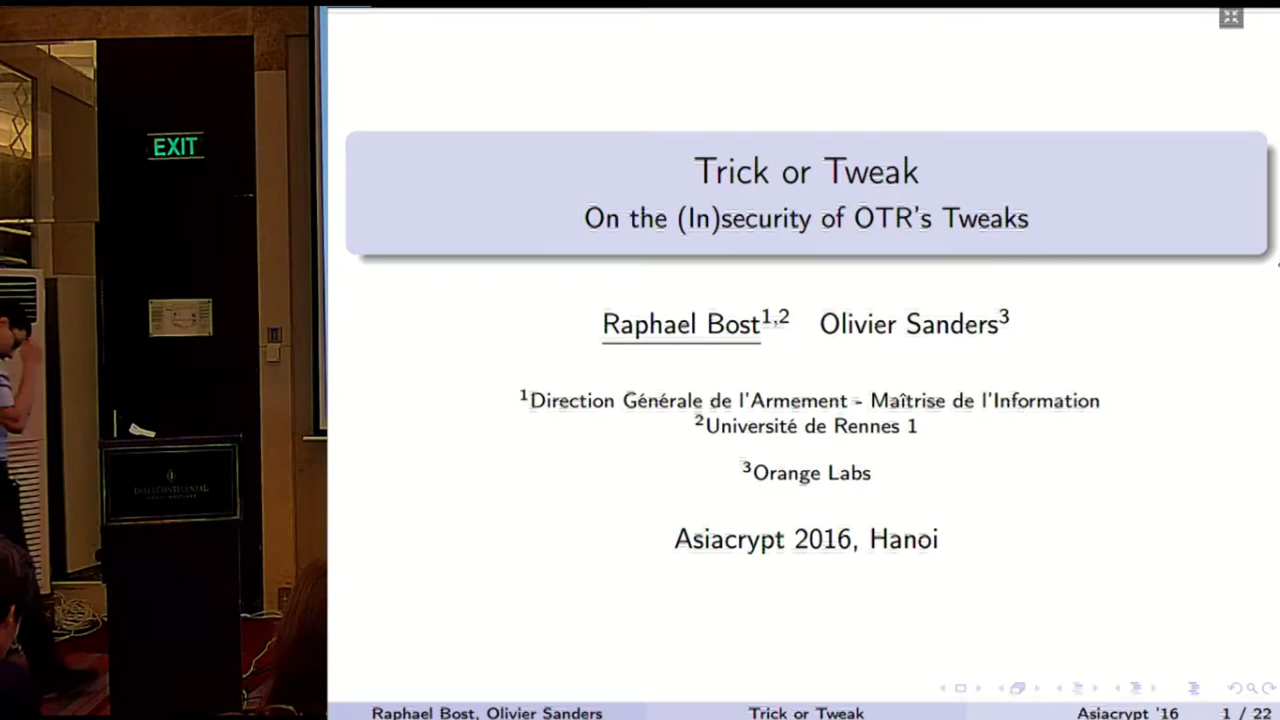 EXIT
INTERCONTINENTAL
Trick or Tweak
On the (In)security of OTR's Tweaks
Raphael Bost1,2 Olivier Sanders3
1Direction Générale de l'Armement - Maîtrise de l'Information
2Université de Rennes 1
3Orange Labs
Asiacrypt 2016, Hanoi
Raphael Bost, Olivier Sanders Trick or Tweak Asiacrypt '16 1 / 22